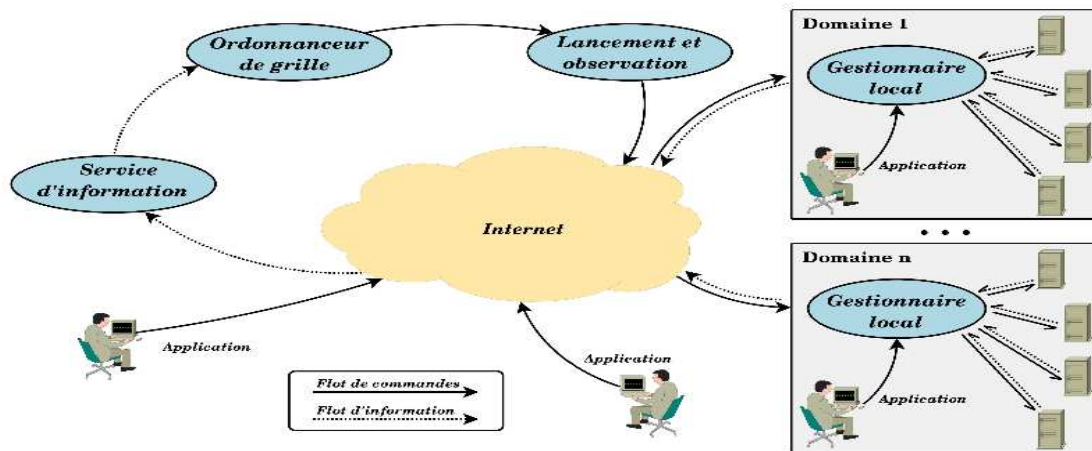 Ordonnanceur
de grille
Lancement et
observation
Service
d'information
Internet
Application
Application
Flot de commandes
Flot d'information
Domaine 1
Gestionnaire
local
Application
• • •
Domaine n
Gestionnaire
local
Application